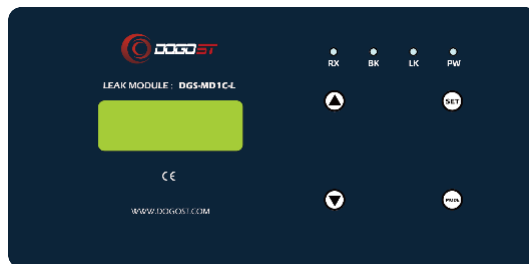 DOGOST
RX BK LK PW
LEAK MODULE : DGS-MD1C-L
SET
CE
WWW.DOGOST.COM